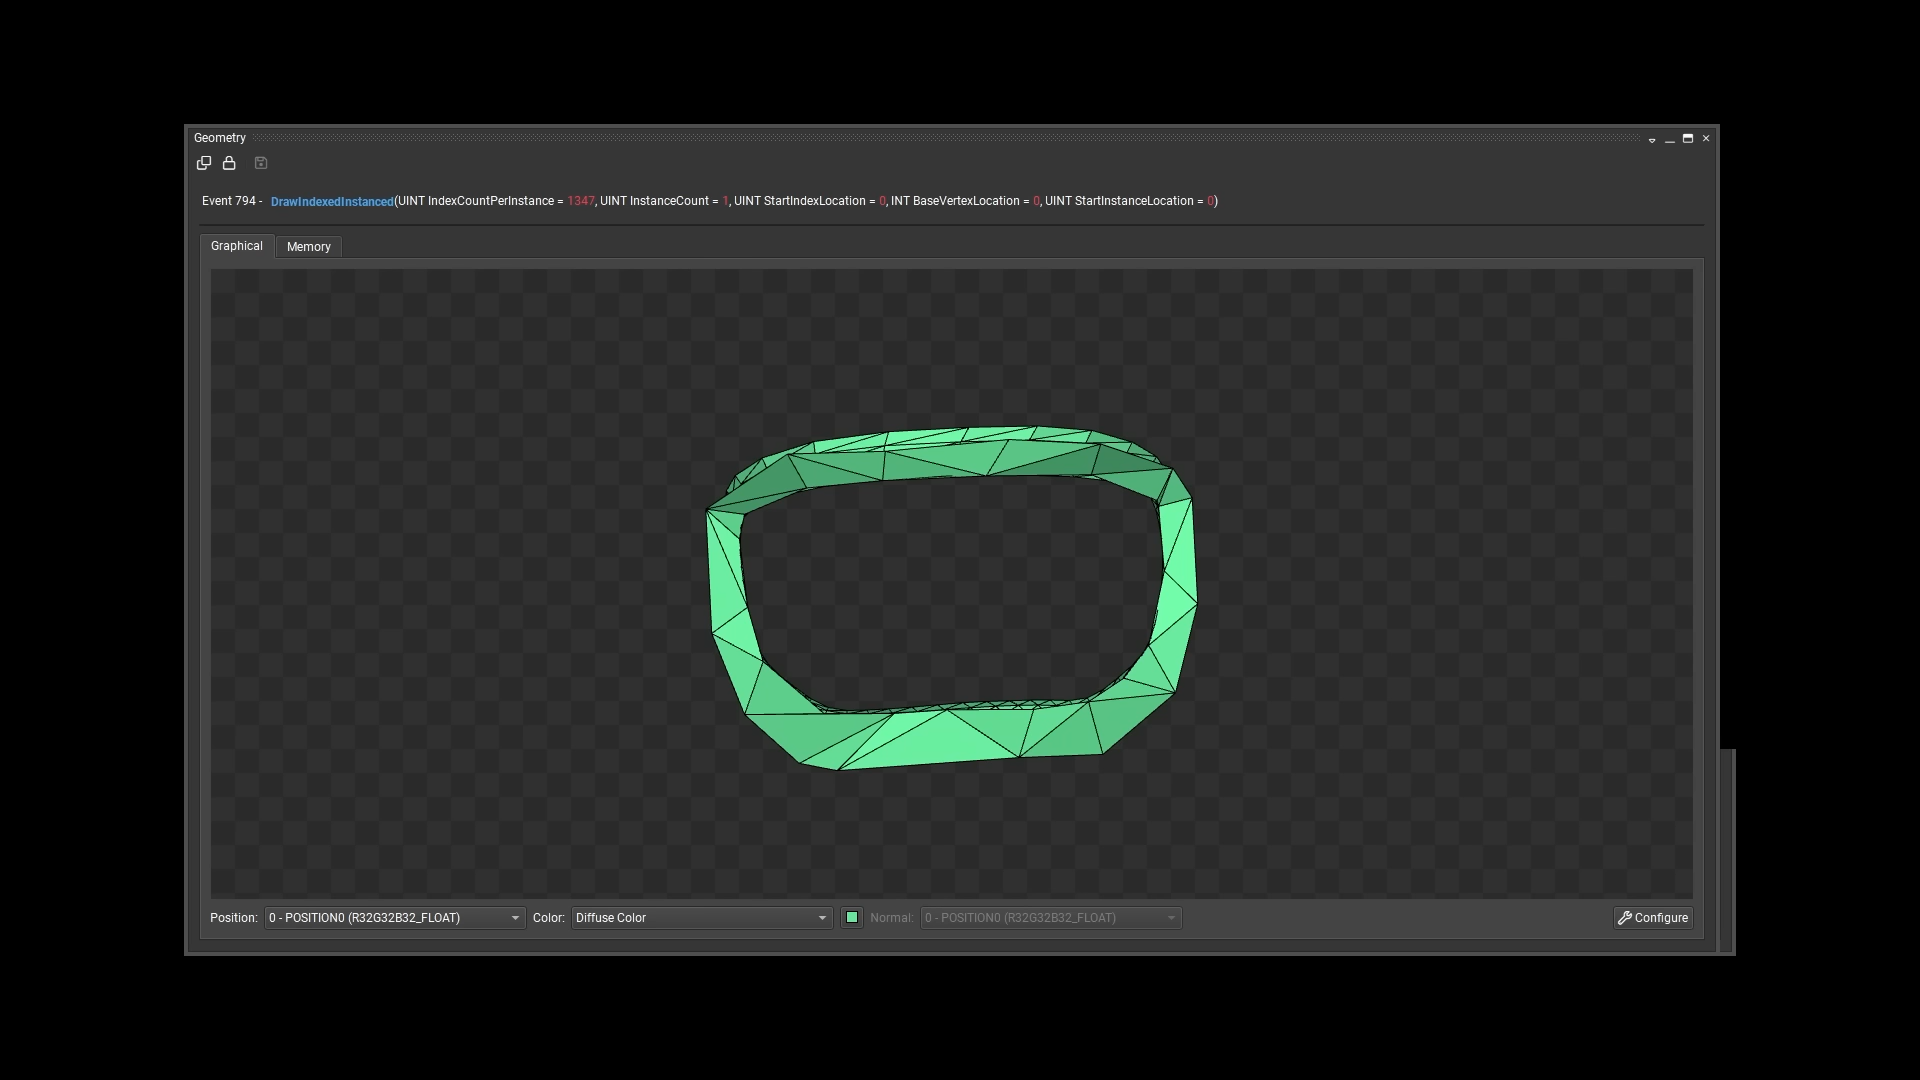 Geometry
Event 794 - DrawIndexedInstanced(UINT IndexCountPerInstance = 1347, UINT InstanceCount = 1, UINT StartIndexLocation = 0, INT BaseVertexLocation = 0, UINT StartInstanceLocation = 0)
Graphical Memory
Position: 0 - POSITION0 (R32G32B32_FLOAT) Color: Diffuse Color Normal: 0 - POSITION0 (R32G32B32_FLOAT) Configure